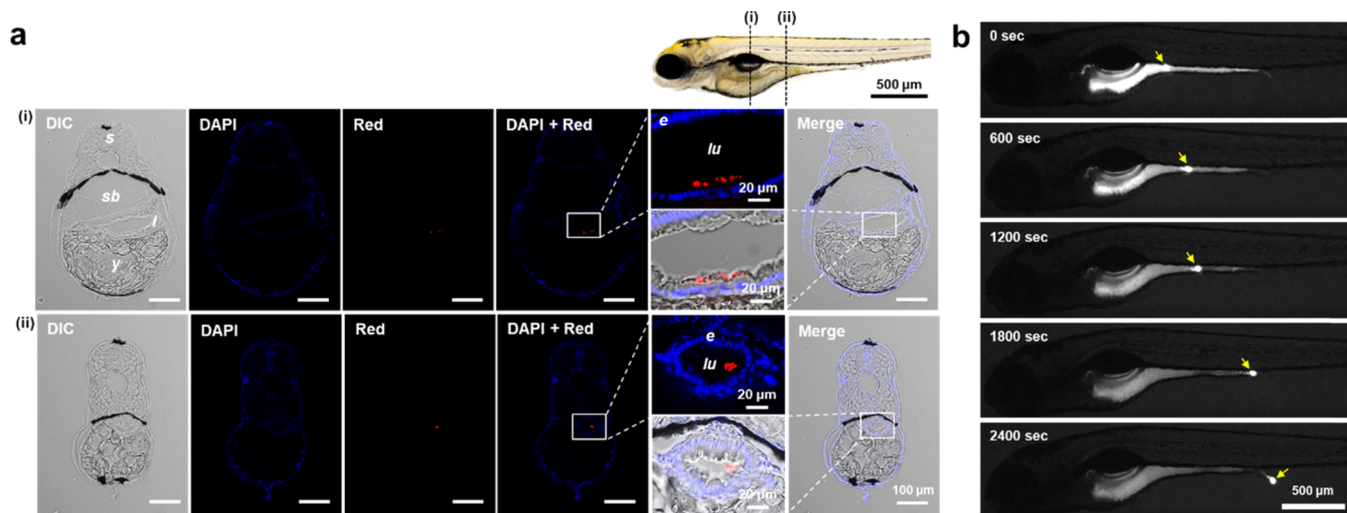 a
(i)
(ii)
500 µm
(i)
DIC
s
sb
i
y
DAPI
Red
DAPI + Red
e
lu
20 µm
20 µm
Merge
(ii)
DIC
DAPI
Red
DAPI + Red
e
lu
20 µm
20 µm
Merge
100 µm
b
0 sec
600 sec
1200 sec
1800 sec
2400 sec
500 µm